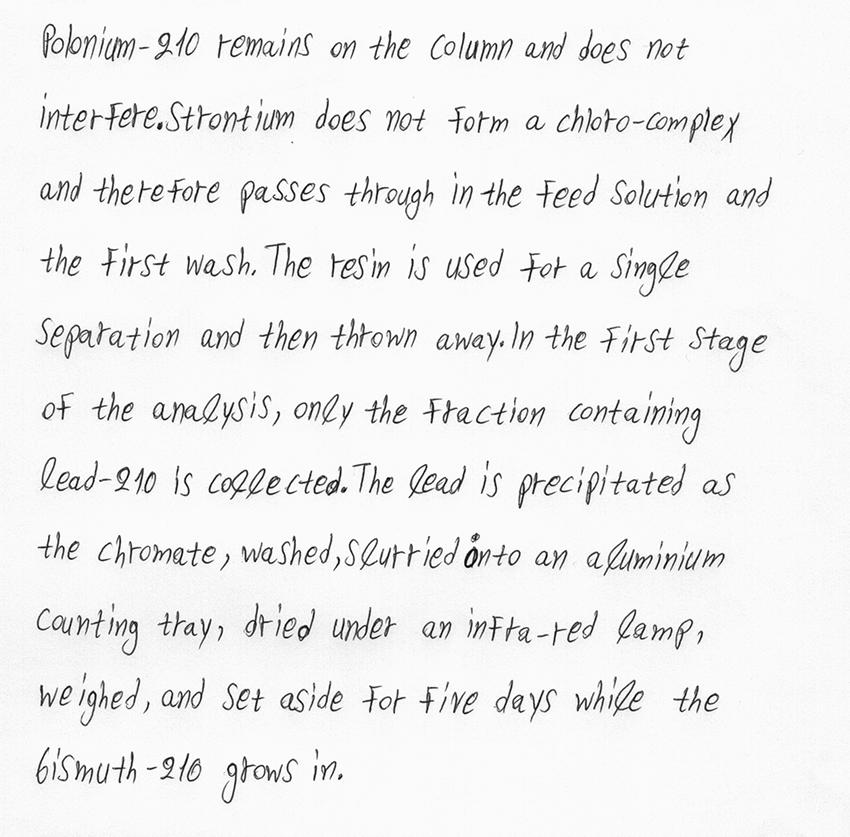 Polonium-210 remains on the column and does not
interfere. Strontium does not form a chloro-complex
and therefore passes through in the feed solution and
the first wash. The resin is used for a single
separation and then thrown away. In the first stage
of the analysis, only the fraction containing
lead-210 is collected. The lead is precipitated as
the chromate, washed, slurried onto an aluminium
counting tray, dried under an infra-red lamp,
weighed, and set aside for five days while the
bismuth-210 grows in.